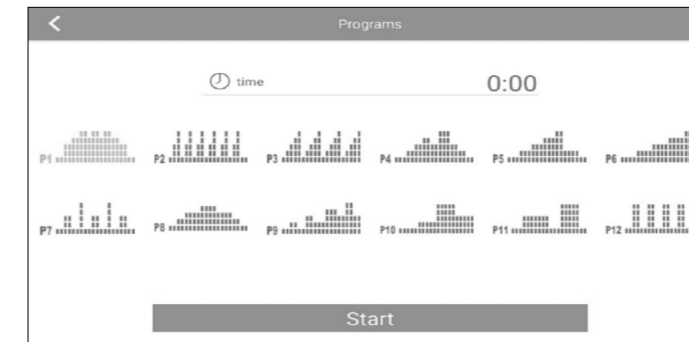 Programs
time 0:00
P1 P2 P3 P4 P5 P6
P7 P8 P9 P10 P11 P12
Start